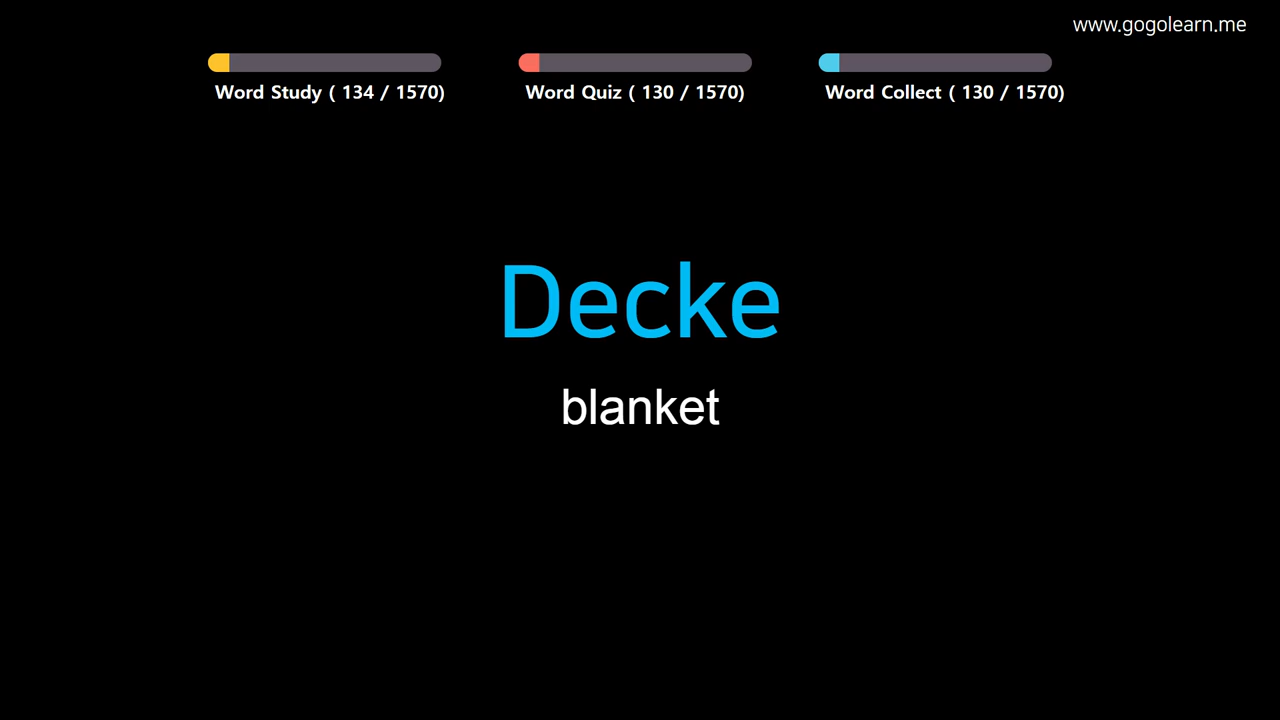 www.gogolearn.me
Word Study ( 134 / 1570)
Word Quiz ( 130 / 1570)
Word Collect ( 130 / 1570)
Decke
blanket